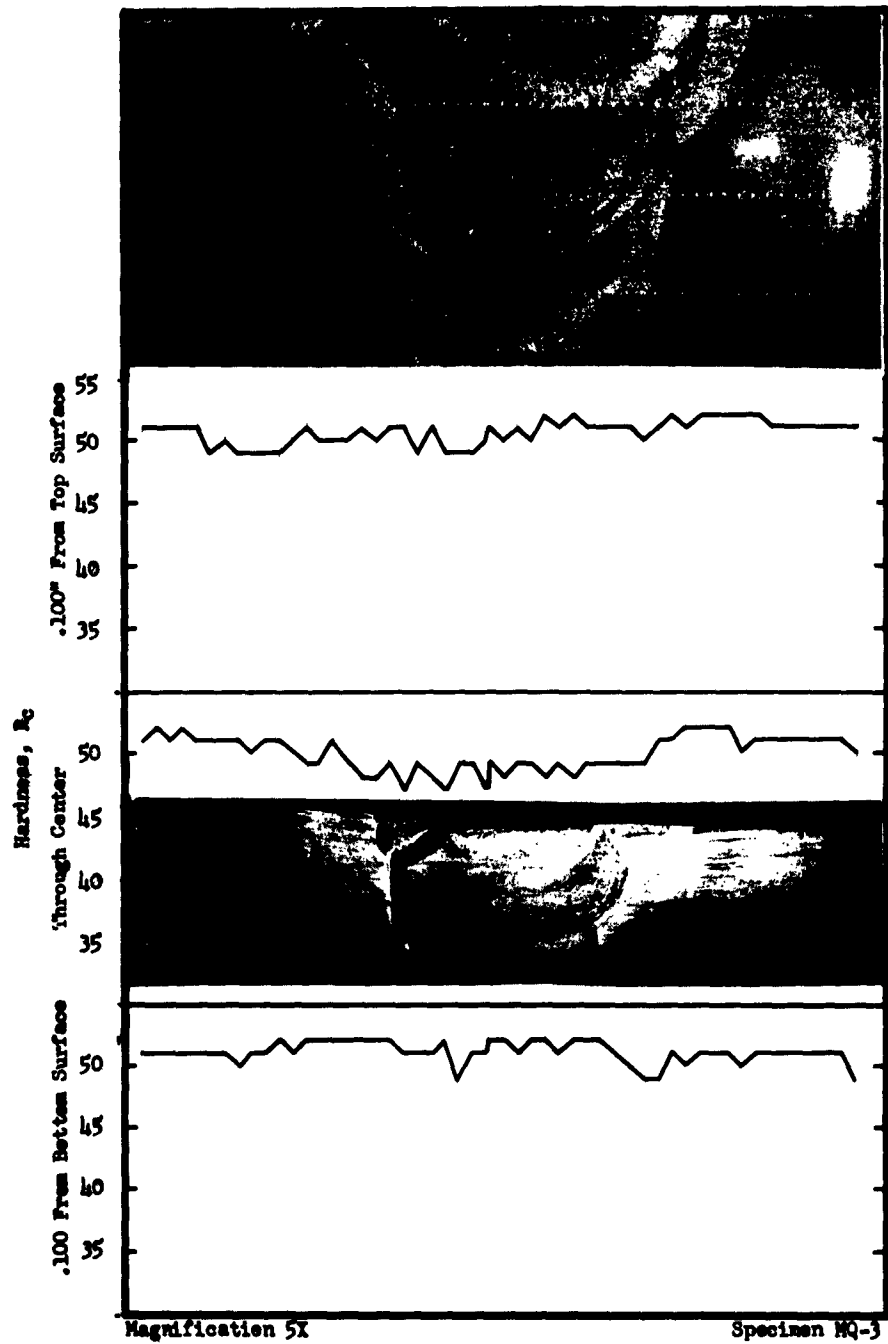 55
50
45
40
35
.100" From Top Surface
Hardness, Rc
50
45
40
35
Through Center
50
45
40
35
.100 From Bottom Surface
Magnification 5X
Specimen MQ-3